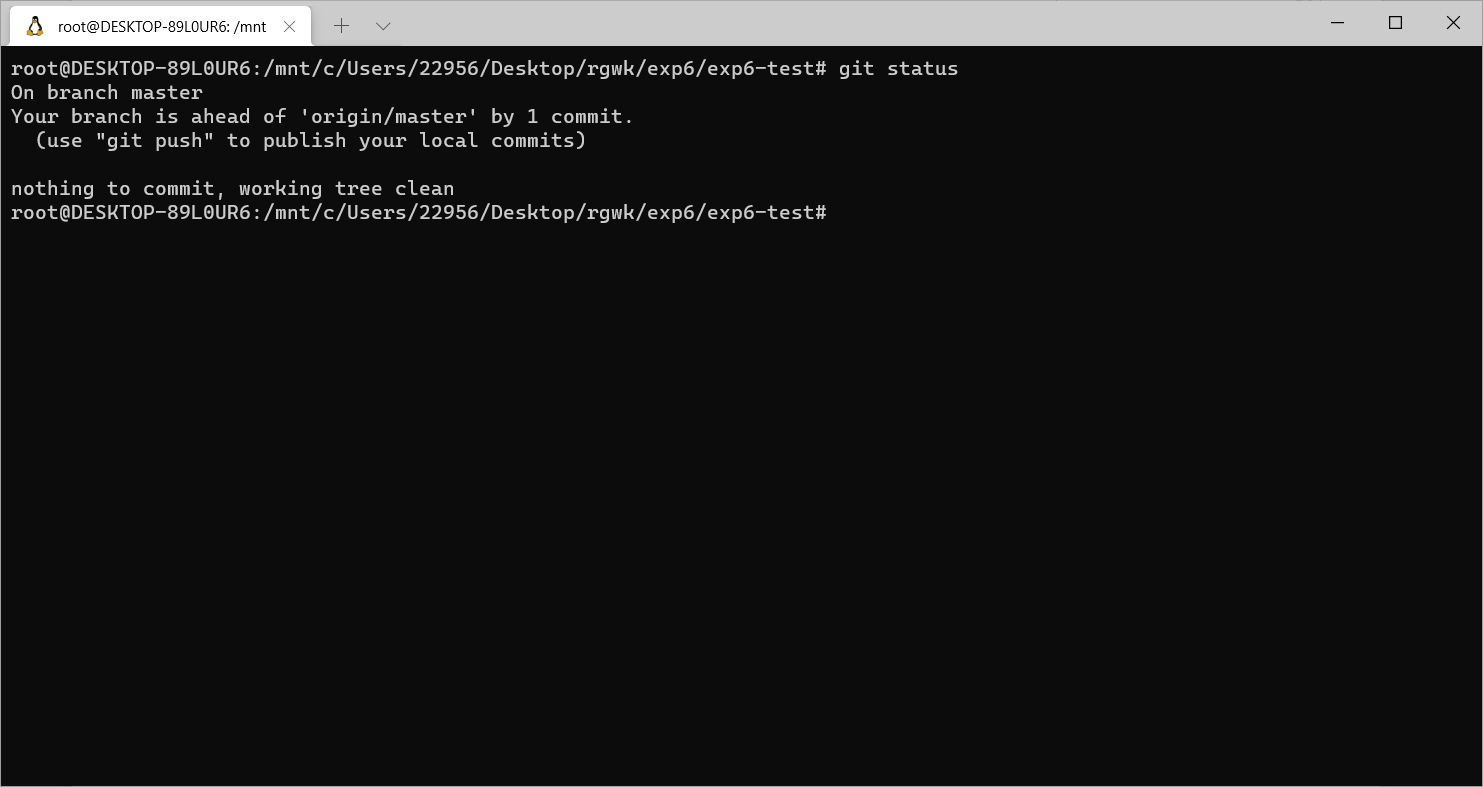 root@DESKTOP-89L0UR6: /mnt
root@DESKTOP-89L0UR6:/mnt/c/Users/22956/Desktop/rgwk/exp6/exp6-test# git status
On branch master
Your branch is ahead of 'origin/master' by 1 commit.
  (use "git push" to publish your local commits)

nothing to commit, working tree clean
root@DESKTOP-89L0UR6:/mnt/c/Users/22956/Desktop/rgwk/exp6/exp6-test#